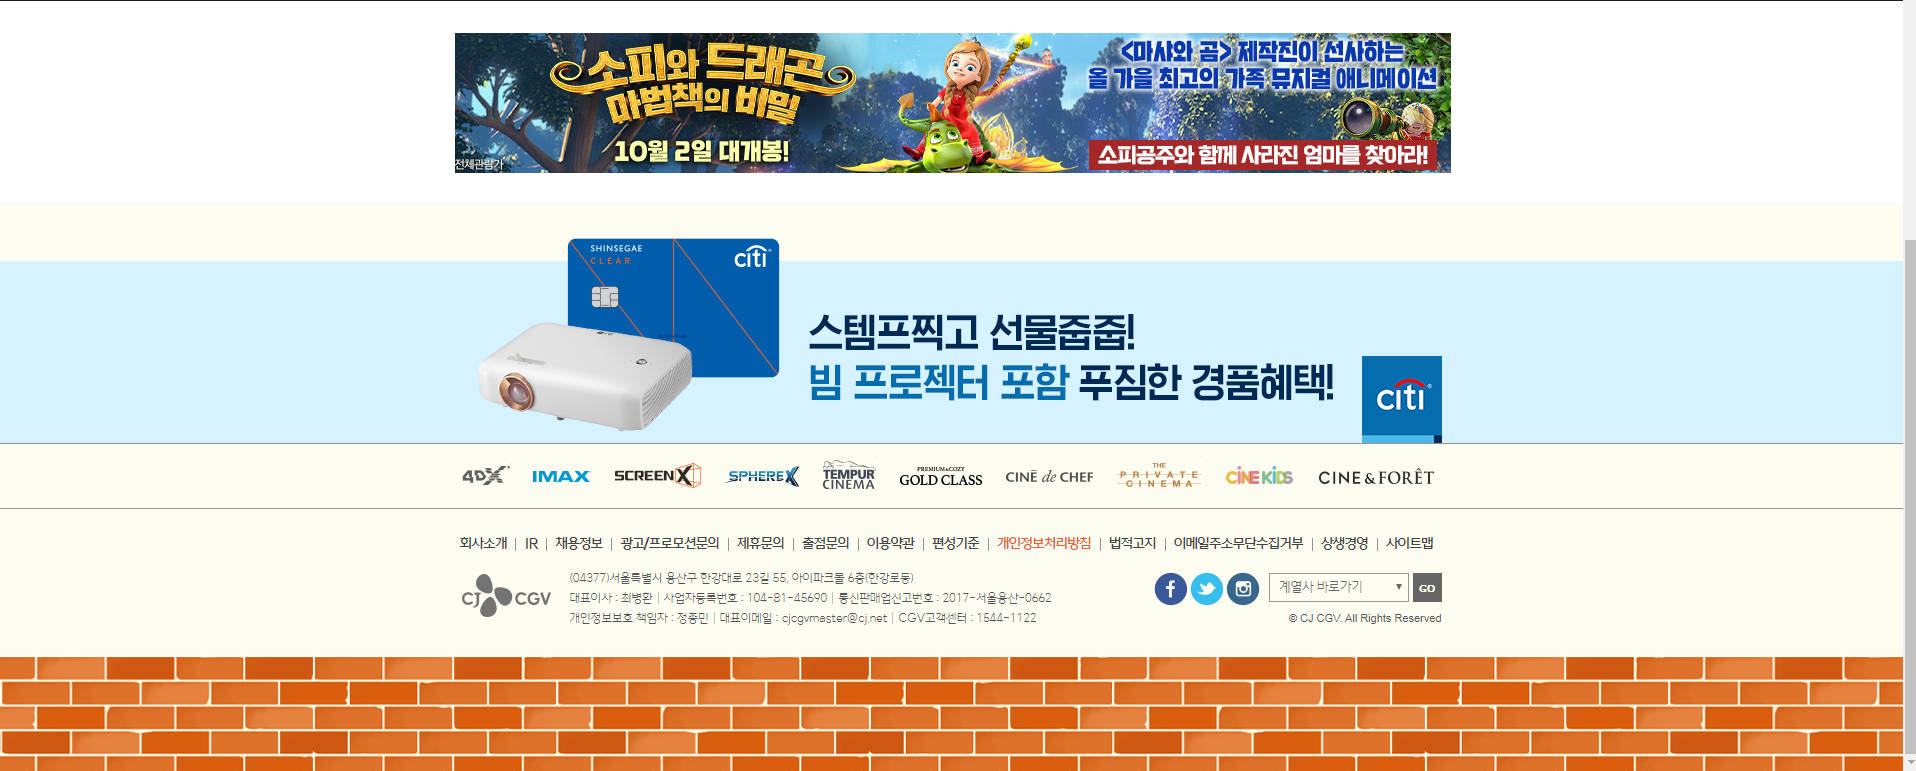 소피와 드래곤
마법책의 비밀
10월 2일 대개봉!
전체관람가
<마샤와 곰> 제작진이 선사하는
올 가을 최고의 가족 뮤지컬 애니메이션
소피공주와 함께 사라진 엄마를 찾아라!
SHINSEGAE
CLEAR
citi
스템프찍고 선물줍줍!
빔 프로젝터 포함 푸짐한 경품혜택!
citi
4DX IMAX SCREENX SPHEREX TEMPUR CINEMA PREMIUM&COZY GOLD CLASS CINÉ de CHEF THE PRIVATE CINEMA CINE KIDS CINE & FORÊT
회사소개 | IR | 채용정보 | 광고/프로모션문의 | 제휴문의 | 출점문의 | 이용약관 | 편성기준 | 개인정보처리방침 | 법적고지 | 이메일주소무단수집거부 | 상생경영 | 사이트맵
CJ CGV
(04377)서울특별시 용산구 한강대로 23길 55, 아이파크몰 6층(한강로동)
대표이사 : 최병환 | 사업자등록번호 : 104-81-45690 | 통신판매업신고번호 : 2017-서울용산-0662
개인정보보호 책임자 : 정종민 | 대표이메일 : cjcgvmaster@cj.net | CGV고객센터 : 1544-1122
계열사 바로가기 GO
© CJ CGV. All Rights Reserved